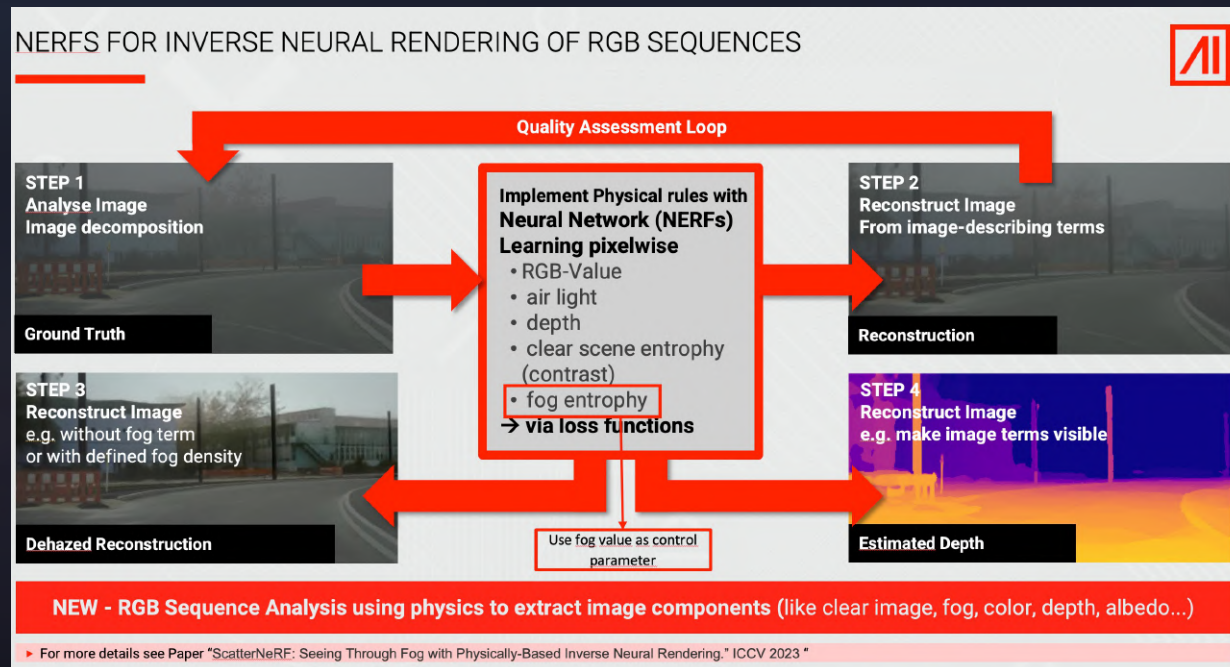 NERFS FOR INVERSE NEURAL RENDERING OF RGB SEQUENCES
AI
Quality Assessment Loop
STEP 1
Analyse Image
Image decomposition
Ground Truth
Implement Physical rules with
Neural Network (NERFs)
Learning pixelwise
• RGB-Value
• air light
• depth
• clear scene entrophy
(contrast)
• fog entrophy
→ via loss functions
STEP 2
Reconstruct Image
From image-describing terms
Reconstruction
STEP 3
Reconstruct Image
e.g. without fog term
or with defined fog density
Dehazed Reconstruction
Use fog value as control
parameter
STEP 4
Reconstruct Image
e.g. make image terms visible
Estimated Depth
NEW - RGB Sequence Analysis using physics to extract image components (like clear image, fog, color, depth, albedo...)
► For more details see Paper "ScatterNeRF: Seeing Through Fog with Physically-Based Inverse Neural Rendering." ICCV 2023 "